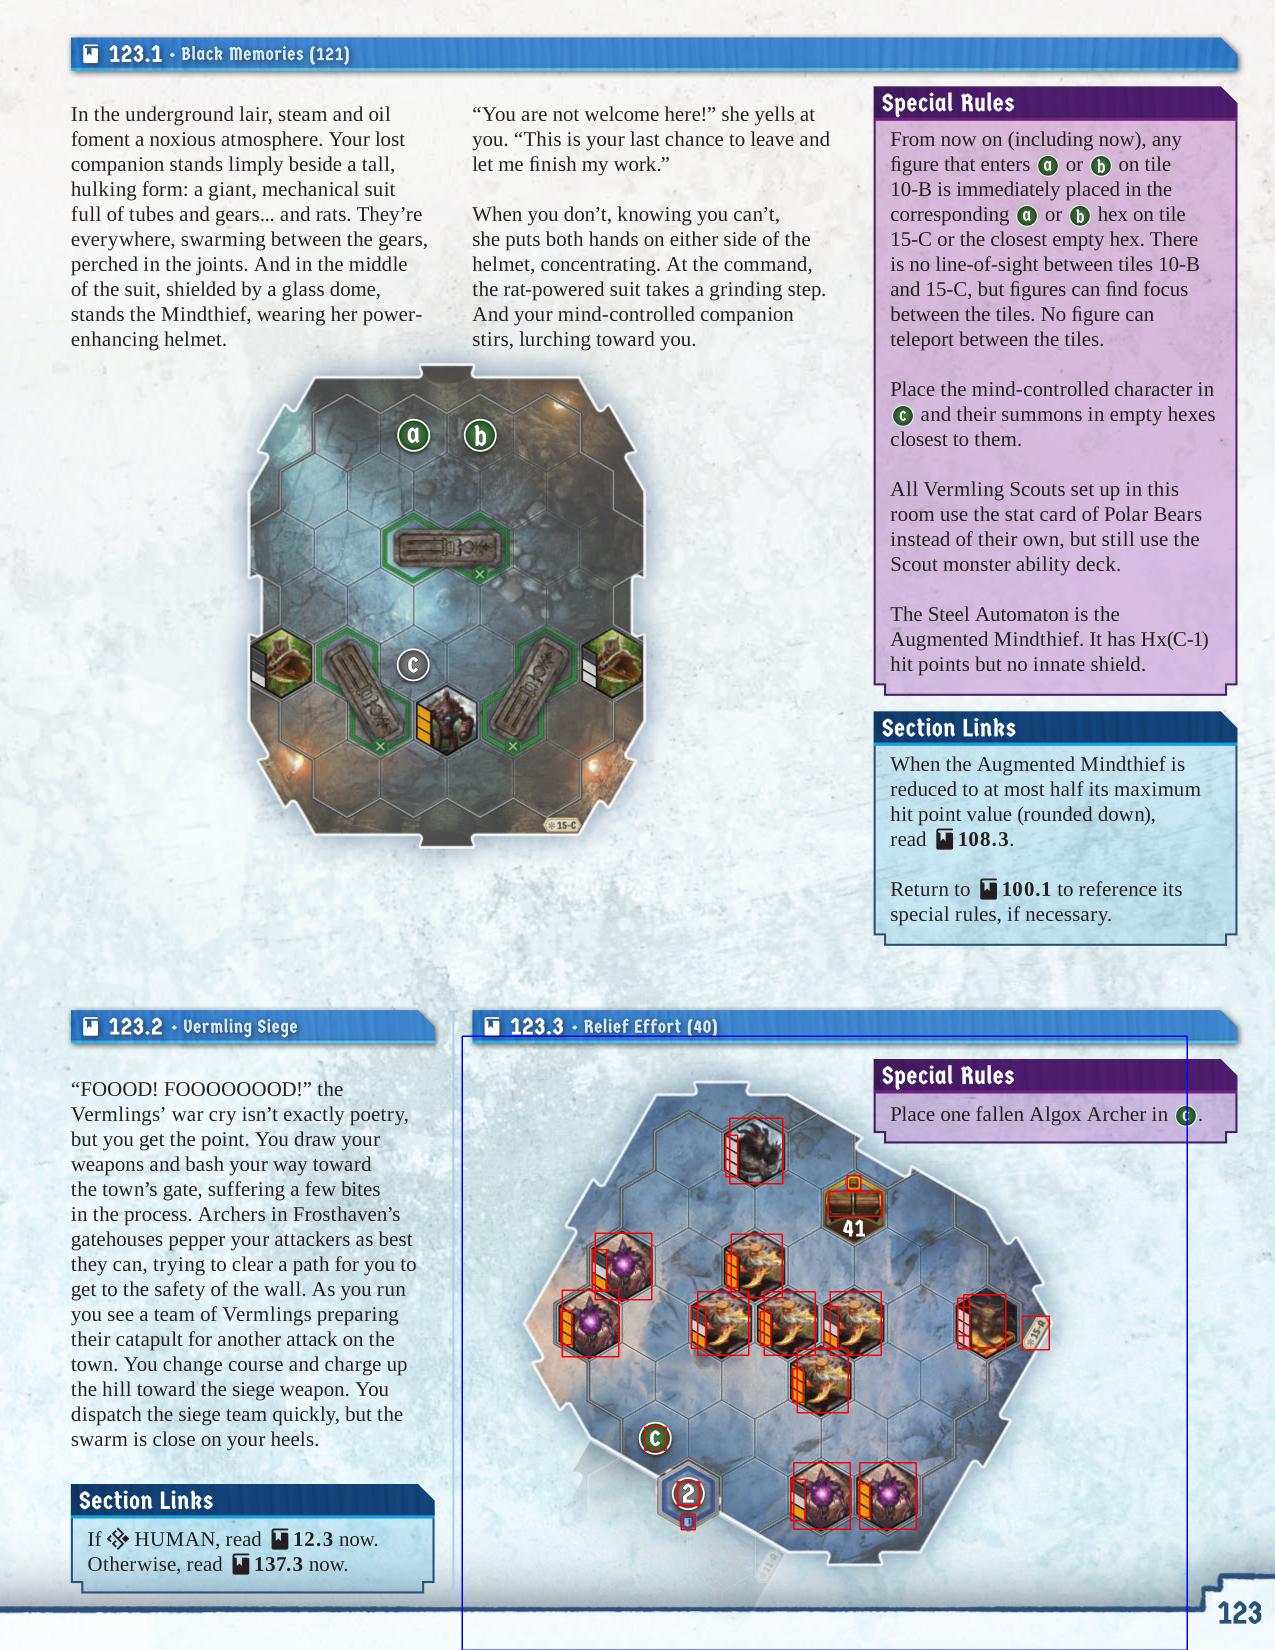 123.1 • Black Memories (121)
In the underground lair, steam and oil
foment a noxious atmosphere. Your lost
companion stands limply beside a tall,
hulking form: a giant, mechanical suit
full of tubes and gears... and rats. They’re
everywhere, swarming between the gears,
perched in the joints. And in the middle
of the suit, shielded by a glass dome,
stands the Mindthief, wearing her power-
enhancing helmet.
“You are not welcome here!” she yells at
you. “This is your last chance to leave and
let me finish my work.”
When you don’t, knowing you can’t,
she puts both hands on either side of the
helmet, concentrating. At the command,
the rat-powered suit takes a grinding step.
And your mind-controlled companion
stirs, lurching toward you.
Special Rules
From now on (including now), any
figure that enters a or b on tile
10-B is immediately placed in the
corresponding a or b hex on tile
15-C or the closest empty hex. There
is no line-of-sight between tiles 10-B
and 15-C, but figures can find focus
between the tiles. No figure can
teleport between the tiles.
Place the mind-controlled character in
c and their summons in empty hexes
closest to them.
All Vermling Scouts set up in this
room use the stat card of Polar Bears
instead of their own, but still use the
Scout monster ability deck.
The Steel Automaton is the
Augmented Mindthief. It has Hx(C-1)
hit points but no innate shield.
Section Links
When the Augmented Mindthief is
reduced to at most half its maximum
hit point value (rounded down),
read 108.3.
Return to 100.1 to reference its
special rules, if necessary.
a b
c
15-C
123.2 • Vermling Siege
“FOOOD! FOOOOOOOD!” the
Vermlings’ war cry isn’t exactly poetry,
but you get the point. You draw your
weapons and bash your way toward
the town’s gate, suffering a few bites
in the process. Archers in Frosthaven’s
gatehouses pepper your attackers as best
they can, trying to clear a path for you to
get to the safety of the wall. As you run
you see a team of Vermlings preparing
their catapult for another attack on the
town. You change course and charge up
the hill toward the siege weapon. You
dispatch the siege team quickly, but the
swarm is close on your heels.
Section Links
If HUMAN, read 12.3 now.
Otherwise, read 137.3 now.
123.3 • Relief Effort (40)
Special Rules
Place one fallen Algox Archer in c.
41
15-A
c
2
11-A
123